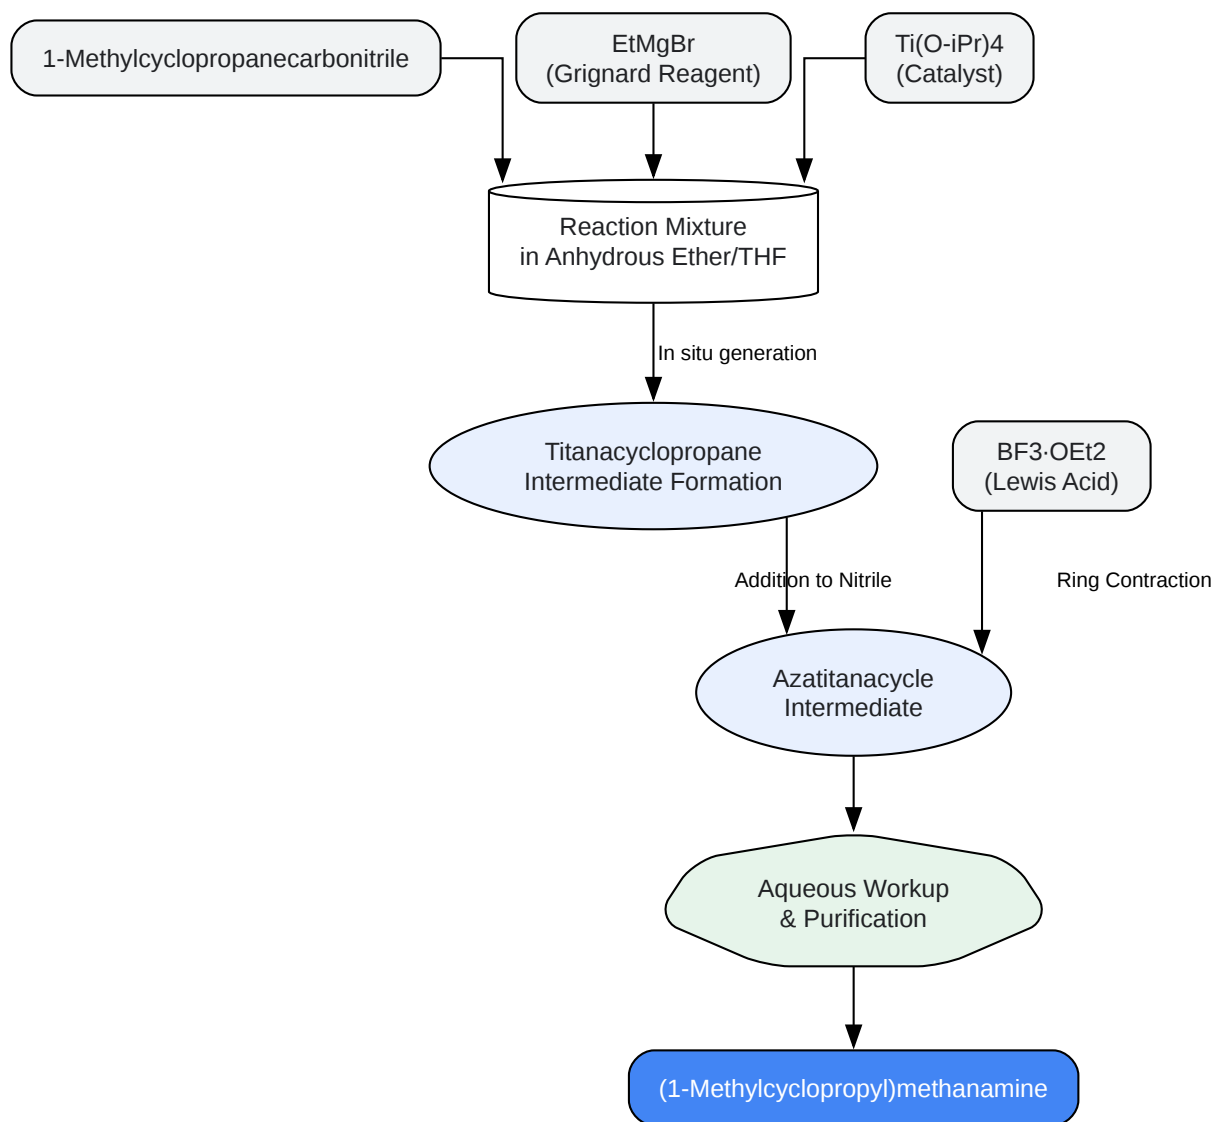 1-Methylcyclopropanecarbonitrile
EtMgBr
(Grignard Reagent)
Ti(O-iPr)4
(Catalyst)
Reaction Mixture
in Anhydrous Ether/THF
In situ generation
Titanacyclopropane
Intermediate Formation
BF3·OEt2
(Lewis Acid)
Addition to Nitrile
Ring Contraction
Azatitanacycle
Intermediate
Aqueous Workup
& Purification
(1-Methylcyclopropyl)methanamine